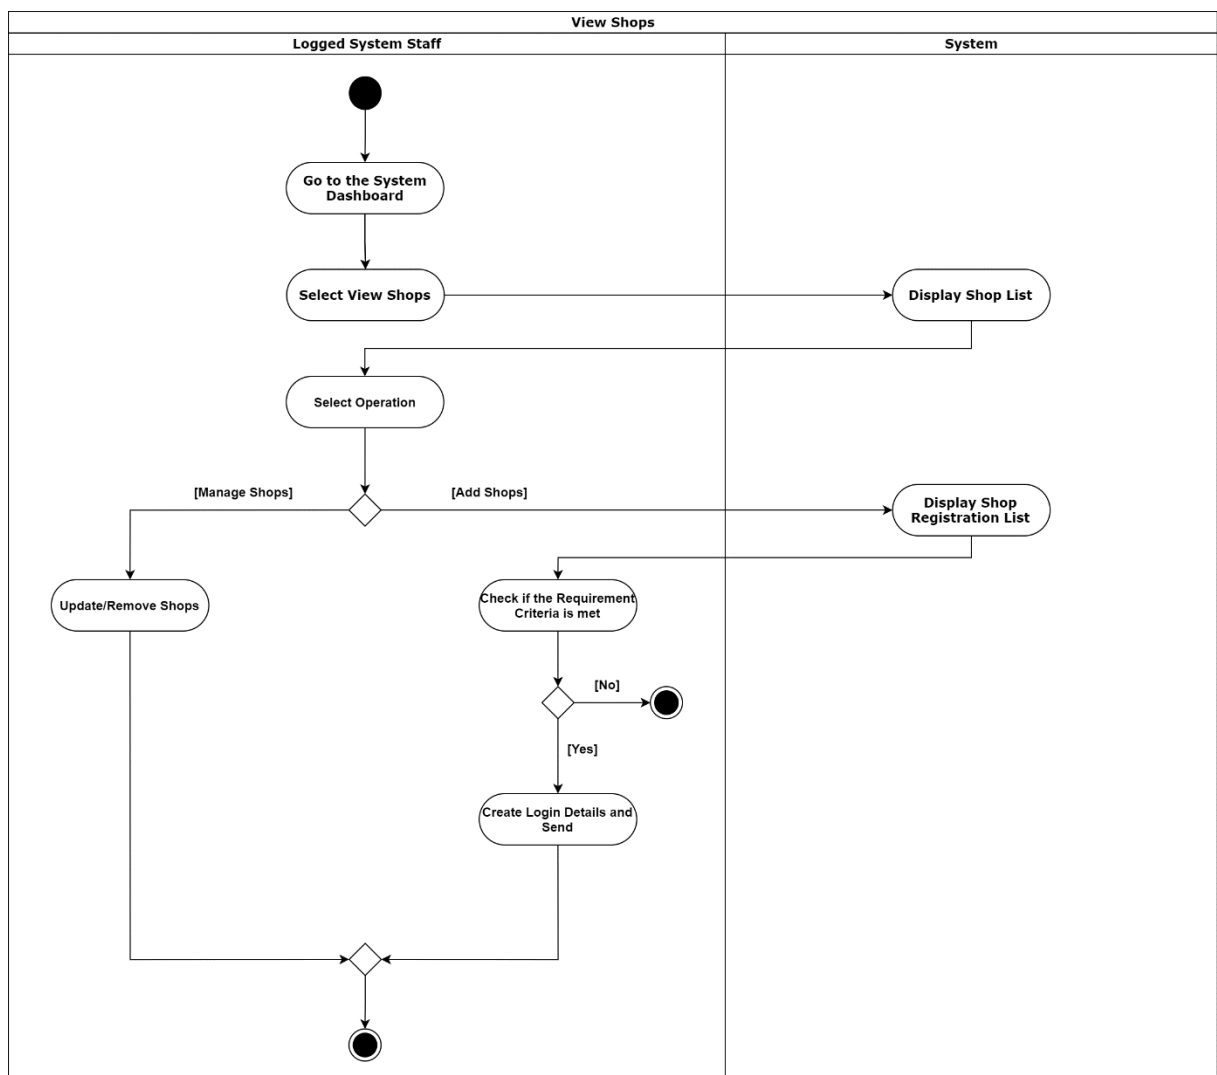 View Shops
Logged System Staff
System
Go to the System
Dashboard
Select View Shops
Display Shop List
Select Operation
[Manage Shops]
[Add Shops]
Display Shop
Registration List
Update/Remove Shops
Check if the Requirement
Criteria is met
[No]
[Yes]
Create Login Details and
Send